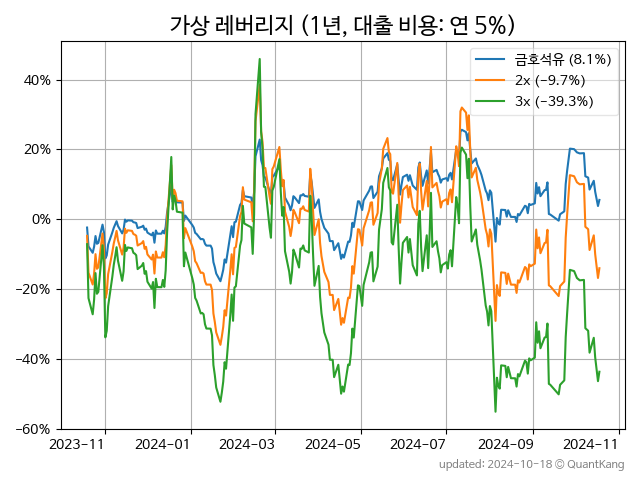 가상 레버리지 (1년, 대출 비용: 연 5%)
금호석유 (8.1%)
2x (−9.7%)
3x (−39.3%)
40%
20%
0%
−20%
−40%
−60%
2023-11 2024-01 2024-03 2024-05 2024-07 2024-09 2024-11
updated: 2024-10-18 © QuantKang